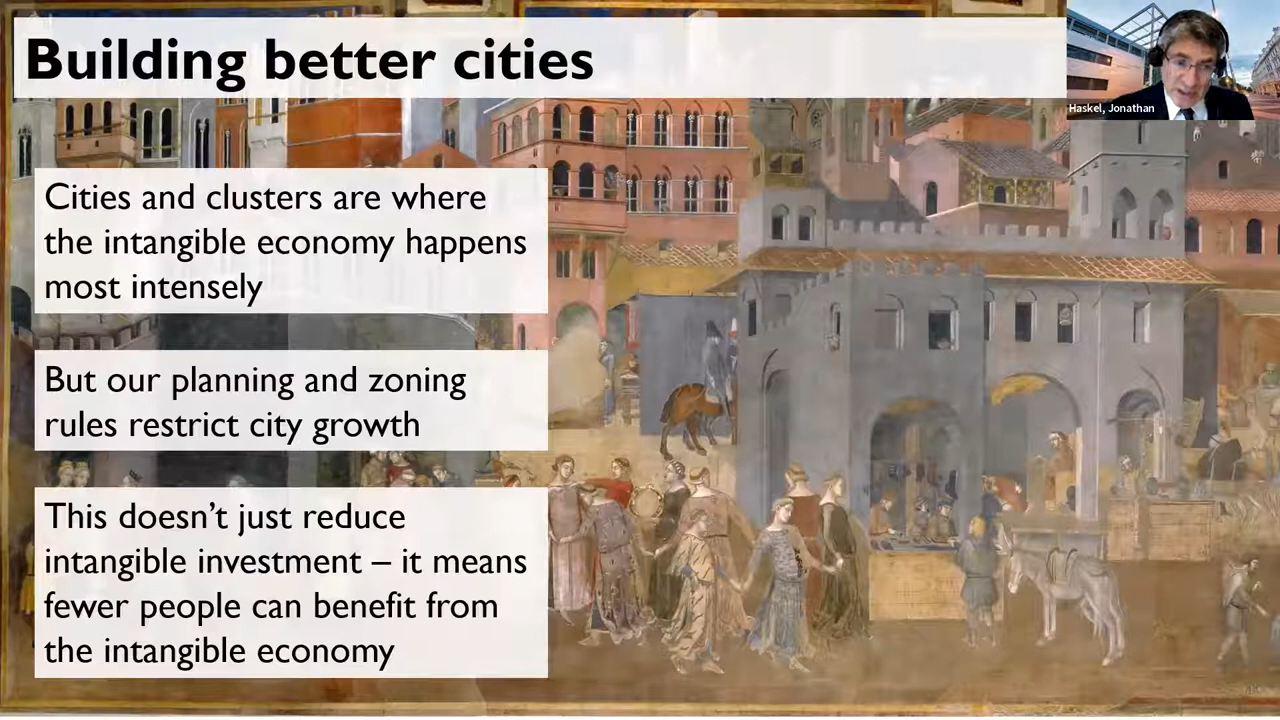 Building better cities
Haskel, Jonathan
Cities and clusters are where
the intangible economy happens
most intensely
But our planning and zoning
rules restrict city growth
This doesn’t just reduce
intangible investment – it means
fewer people can benefit from
the intangible economy